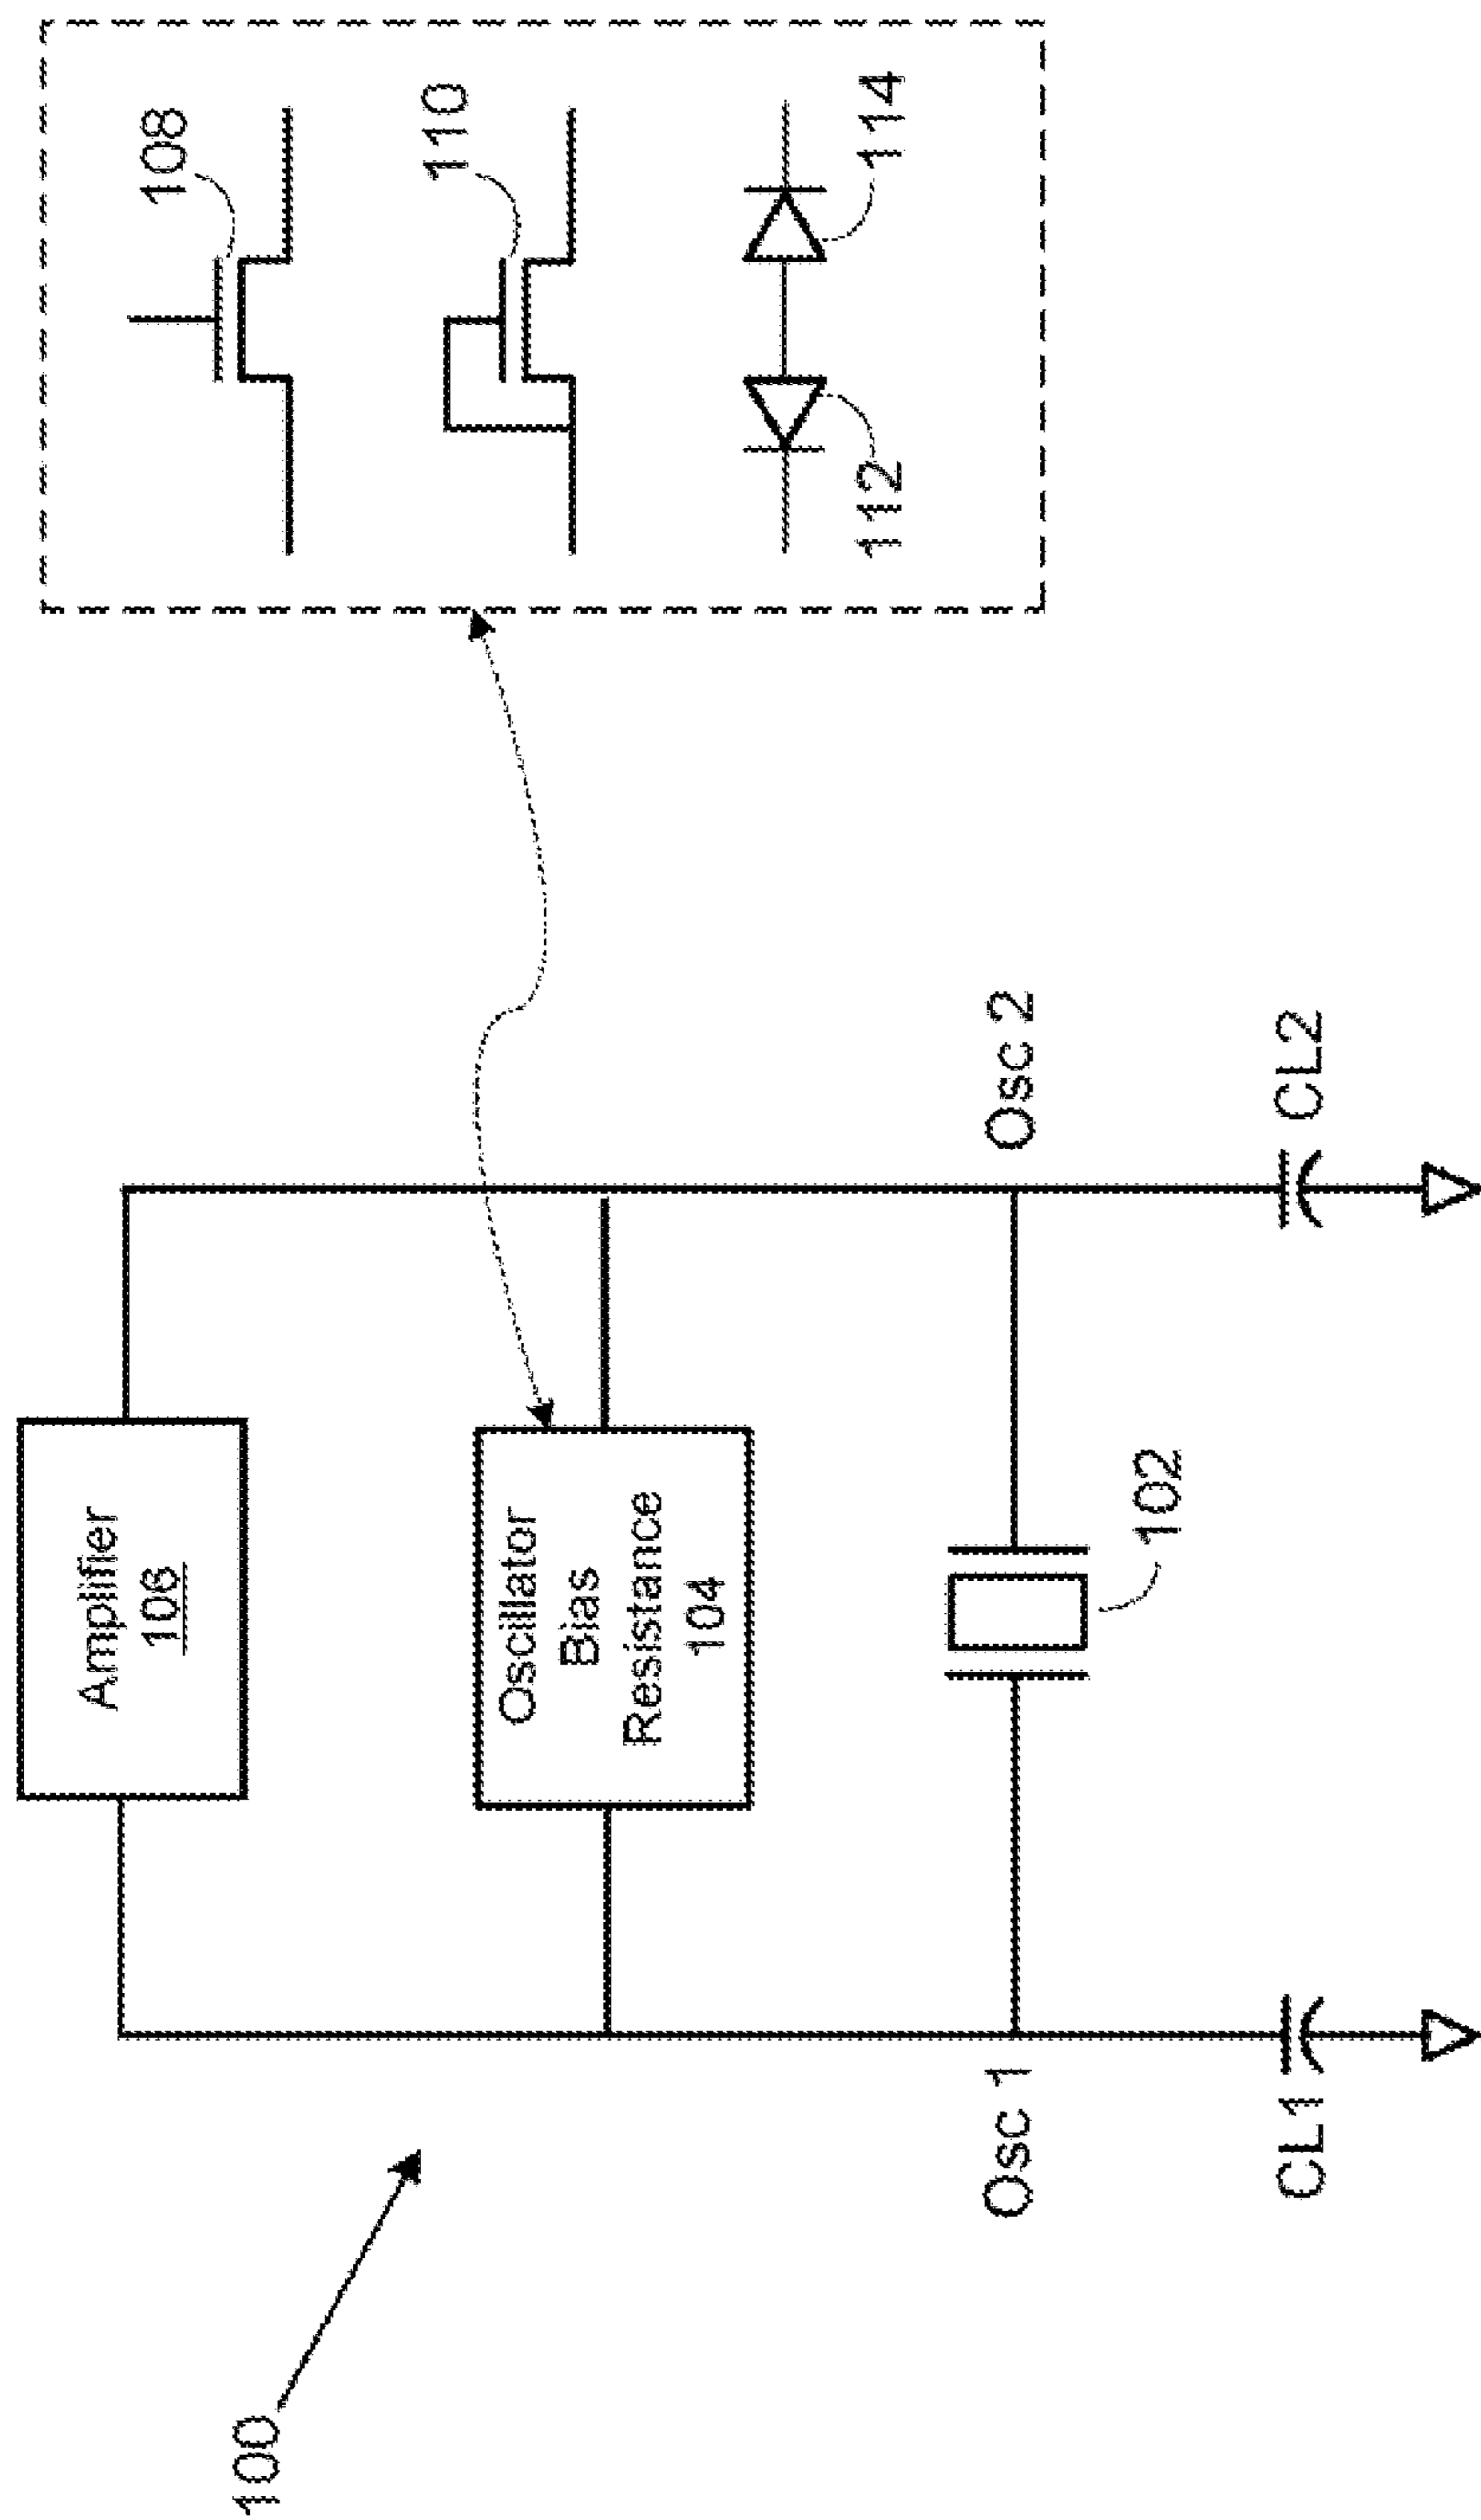 100
Amplifier
106
Oscillator
Bias
Resistance
104
102
Osc 1
Osc 2
CL1
CL2
108
110
112
114